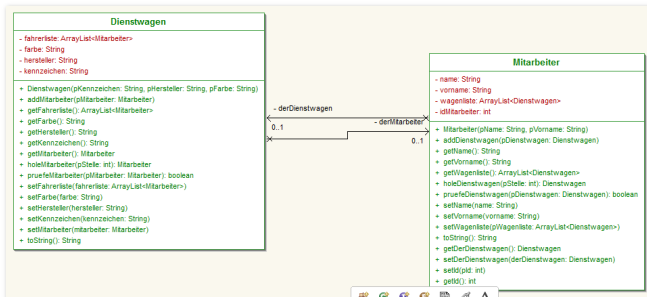 Dienstwagen
- fahrerliste: ArrayList<Mitarbeiter>
- farbe: String
- hersteller: String
- kennzeichen: String
+ Dienstwagen(pKennzeichen: String, pHersteller: String, pFarbe: String)
+ addMitarbeiter(pMitarbeiter: Mitarbeiter)
+ getFahrerliste(): ArrayList<Mitarbeiter>
+ getFarbe(): String
+ getHersteller(): String
+ getKennzeichen(): String
+ getMitarbeiter(): Mitarbeiter
+ holeMitarbeiter(pStelle: int): Mitarbeiter
+ pruefeMitarbeiter(pMitarbeiter: Mitarbeiter): boolean
+ setFahrerliste(fahrerliste: ArrayList<Mitarbeiter>)
+ setFarbe(farbe: String)
+ setHersteller(hersteller: String)
+ setKennzeichen(kennzeichen: String)
+ setMitarbeiter(mitarbeiter: Mitarbeiter)
+ toString(): String
- derDienstwagen
0..1
- derMitarbeiter
0..1
Mitarbeiter
- name: String
- vorname: String
- wagenliste: ArrayList<Dienstwagen>
- idMitarbeiter: int
+ Mitarbeiter(pName: String, pVorname: String)
+ addDienstwagen(pDienstwagen: Dienstwagen)
+ getName(): String
+ getVorname(): String
+ getWagenliste(): ArrayList<Dienstwagen>
+ holeDienstwagen(pStelle: int): Dienstwagen
+ pruefeDienstwagen(pDienstwagen: Dienstwagen): boolean
+ setName(name: String)
+ setVorname(vorname: String)
+ setWagenliste(pWagenliste: ArrayList<Dienstwagen>)
+ toString(): String
+ getDerDienstwagen(): Dienstwagen
+ setDerDienstwagen(derDienstwagen: Dienstwagen)
+ setId(pId: int)
+ getId(): int